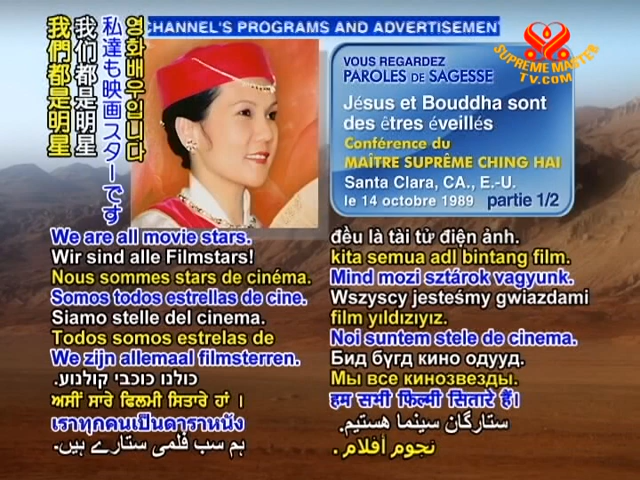 CHANNEL'S PROGRAMS AND ADVERTISEMENT
SUPREME MASTER
TV.COM
영화배우입니다
私達も映画スターです
我们都是明星
我們都是明星
VOUS REGARDEZ
PAROLES DE SAGESSE
Jésus et Bouddha sont
des êtres éveillés
Conférence du
MAÎTRE SUPRÊME CHING HAI
Santa Clara, CA., E.-U.
le 14 octobre 1989 partie 1/2
We are all movie stars.
Wir sind alle Filmstars!
Nous sommes stars de cinéma.
Somos todos estrellas de cine.
Siamo stelle del cinema.
Todos somos estrelas de
We zijn allemaal filmsterren.
כולנו כוכבי קולנוע.
ਅਸੀਂ ਸਾਰੇ ਫਿਲਮੀ ਸਿਤਾਰੇ ਹਾਂ ।
เราทุกคนเป็นดาราหนัง
ہم سب فلمی ستارے ہیں۔
đều là tài tử điện ảnh.
kita semua adl bintang film.
Mind mozi sztárok vagyunk.
Wszyscy jesteśmy gwiazdami
film yıldızıyız.
Noi suntem stele de cinema.
Бид бүгд кино одууд.
Мы все кинозвезды.
हम सभी फिल्मी सितारे हैं।
ستارگان سینما هستیم.
نجوم أفلام .